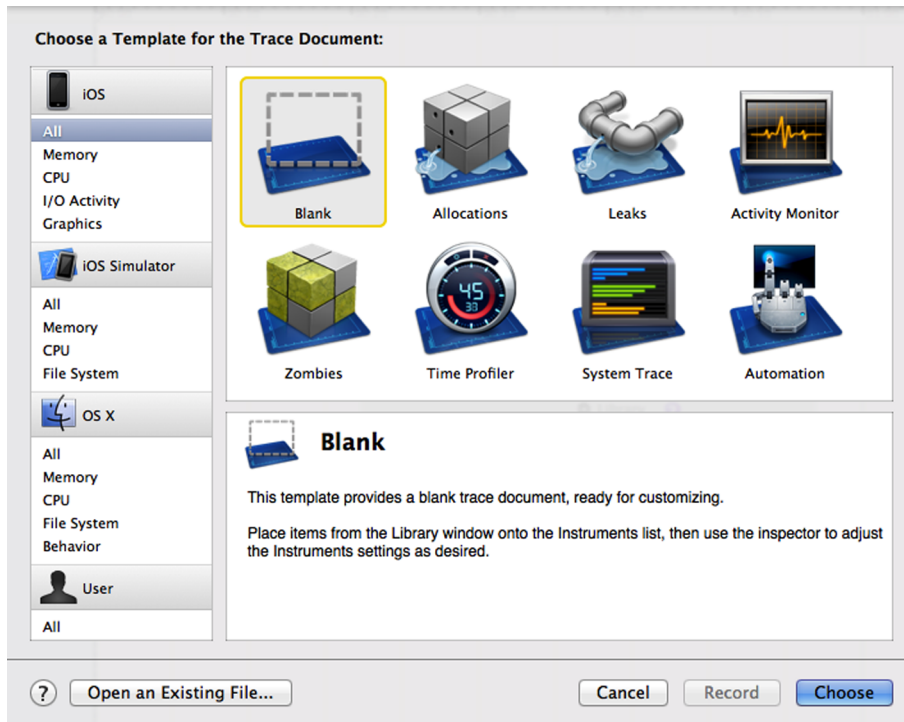 Choose a Template for the Trace Document:
iOS
All
Memory
CPU
I/O Activity
Graphics
iOS Simulator
All
Memory
CPU
File System
OS X
All
Memory
CPU
File System
Behavior
User
All
Blank
Allocations
Leaks
Activity Monitor
45
38
Zombies
Time Profiler
System Trace
Automation
Blank
This template provides a blank trace document, ready for customizing.
Place items from the Library window onto the Instruments list, then use the inspector to adjust
the Instruments settings as desired.
?
Open an Existing File...
Cancel
Record
Choose